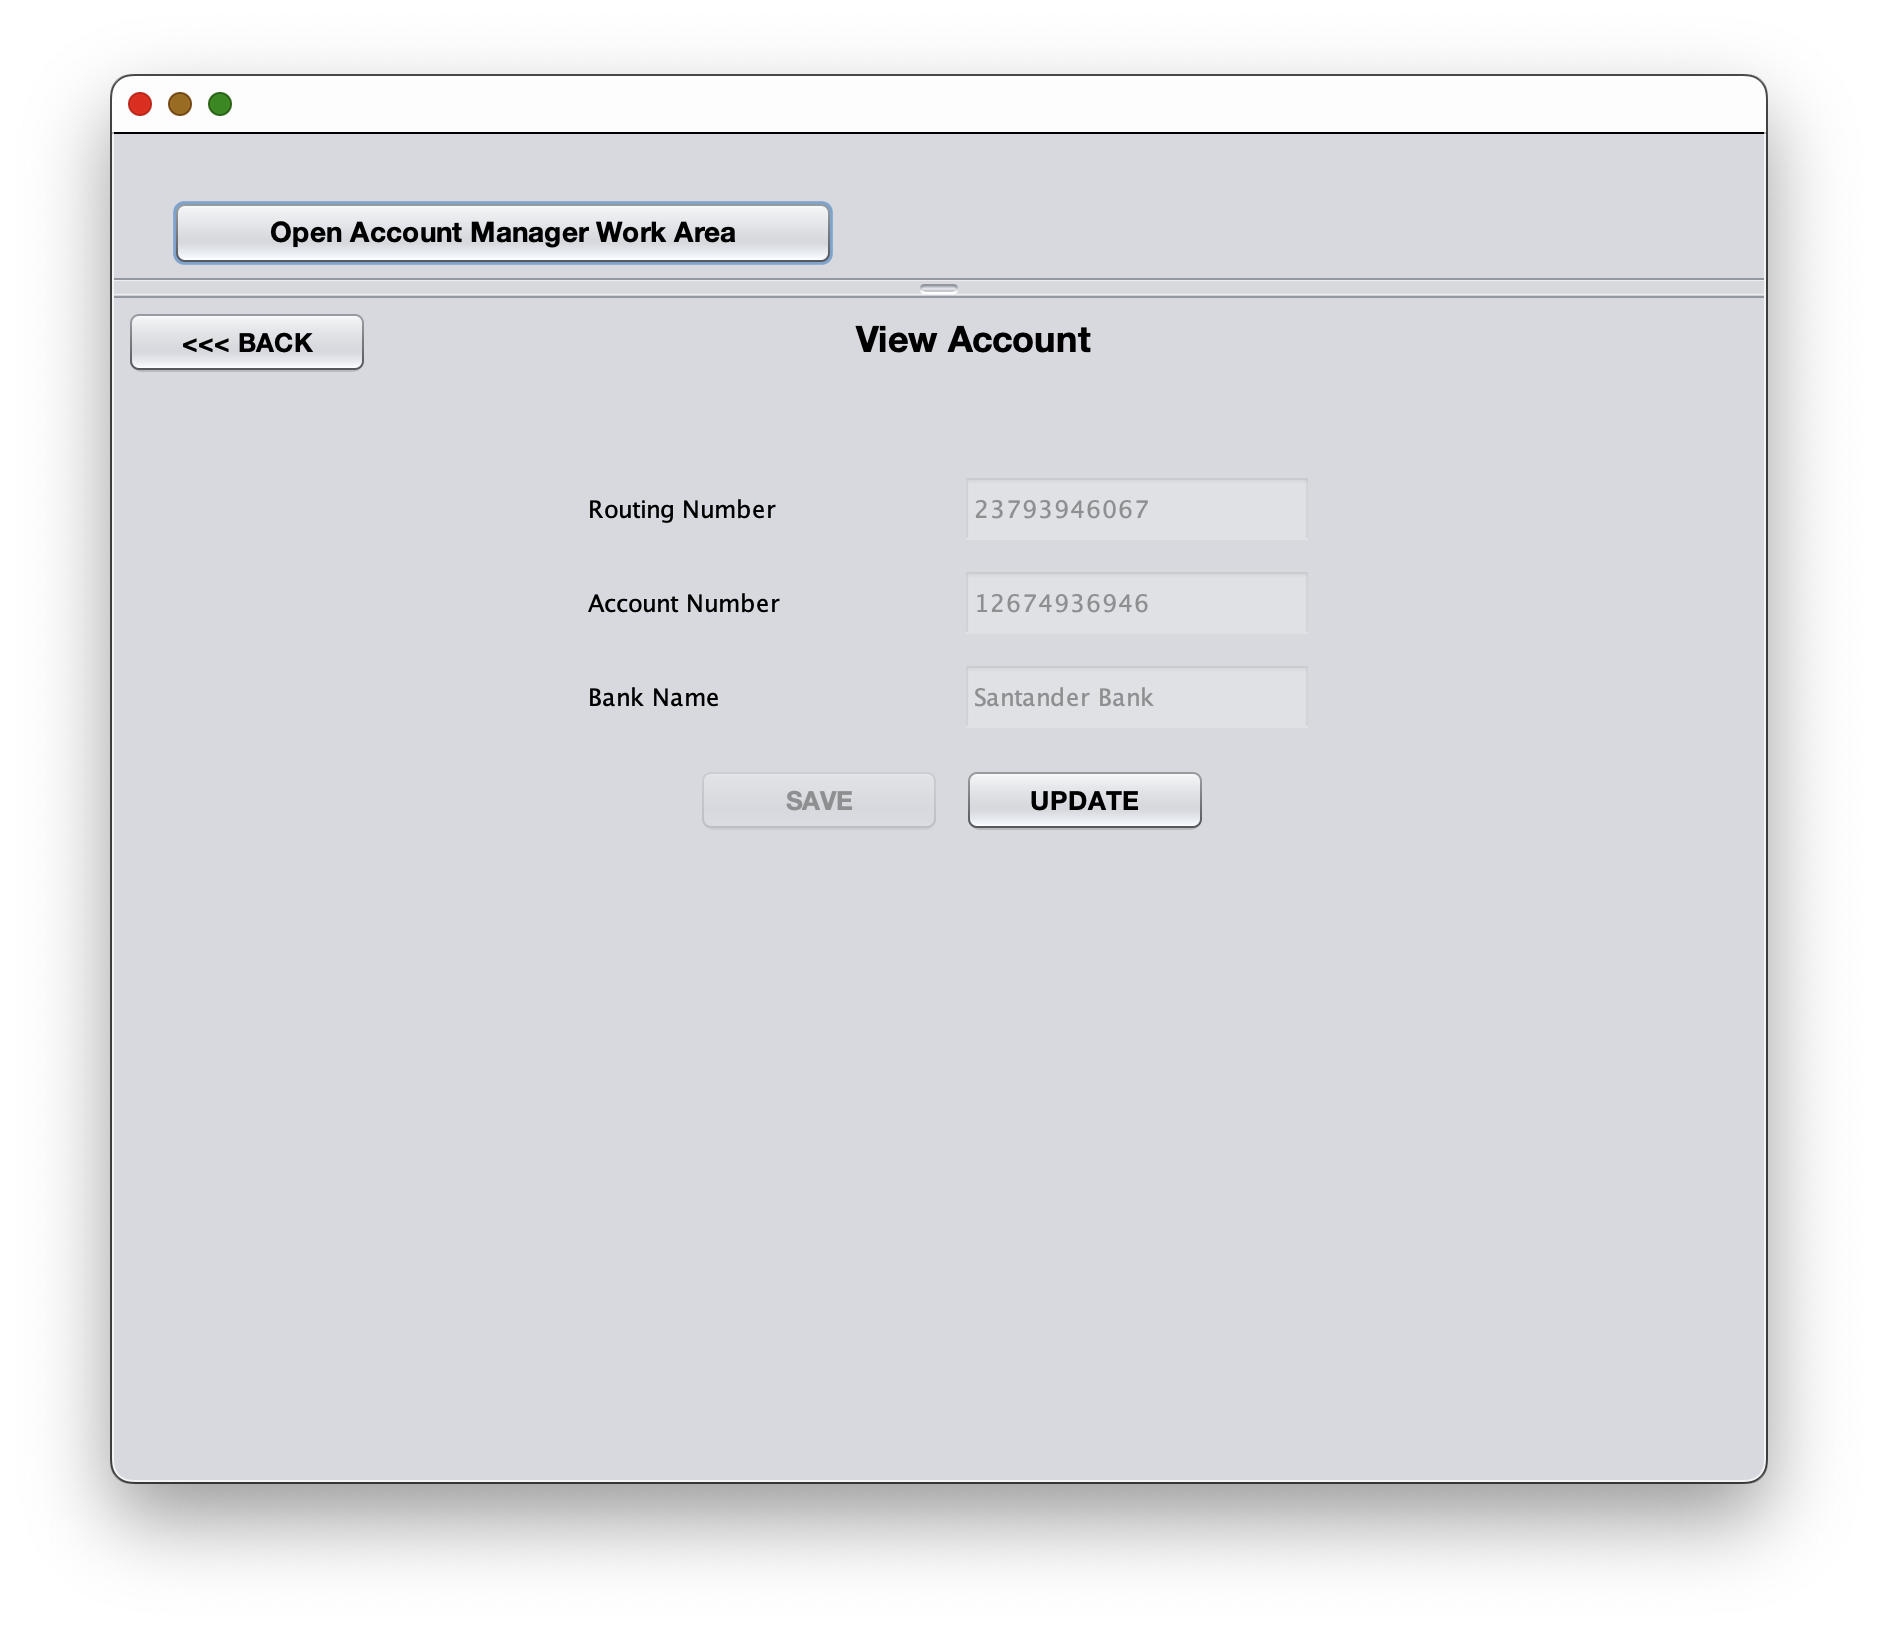 Open Account Manager Work Area
<<< BACK
View Account
Routing Number 23793946067
Account Number 12674936946
Bank Name Santander Bank
SAVE UPDATE